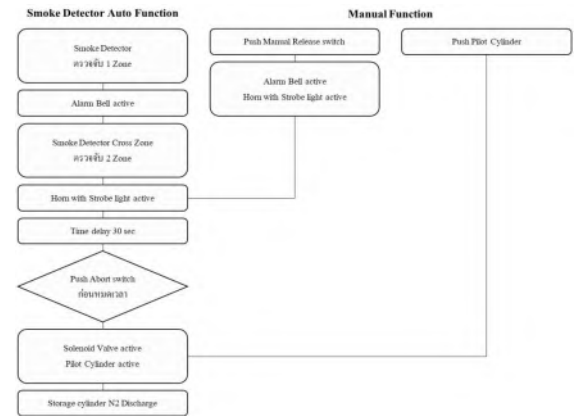 Smoke Detector Auto Function
Manual Function
Smoke Detector
ตรวจจับ 1 Zone
Alarm Bell active
Smoke Detector Cross Zone
ตรวจจับ 2 Zone
Horn with Strobe light active
Time delay 30 sec
Push Abort switch
ก่อนหมดเวลา
Solenoid Valve active
Pilot Cylinder active
Storage cylinder N2 Discharge
Push Manual Release switch
Alarm Bell active
Horn with Strobe light active
Push Pilot Cylinder